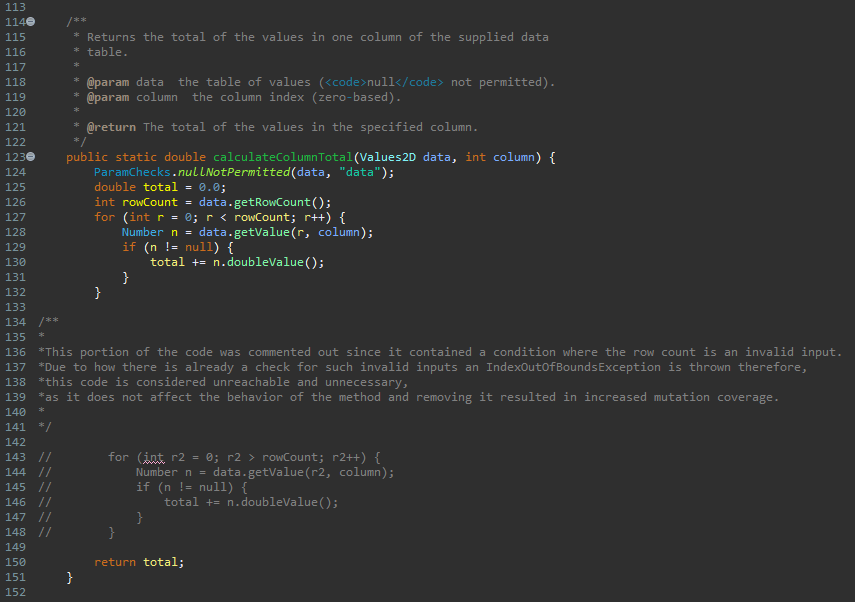 113
114 /**
115 * Returns the total of the values in one column of the supplied data
116 * table.
117 *
118 * @param data  the table of values (<code>null</code> not permitted).
119 * @param column  the column index (zero-based).
120 *
121 * @return The total of the values in the specified column.
122 */
123 public static double calculateColumnTotal(Values2D data, int column) {
124 ParamChecks.nullNotPermitted(data, "data");
125 double total = 0.0;
126 int rowCount = data.getRowCount();
127 for (int r = 0; r < rowCount; r++) {
128 Number n = data.getValue(r, column);
129 if (n != null) {
130 total += n.doubleValue();
131 }
132 }
133
134 /**
135 *
136 *This portion of the code was commented out since it contained a condition where the row count is an invalid input.
137 *Due to how there is already a check for such invalid inputs an IndexOutOfBoundsException is thrown therefore,
138 *this code is considered unreachable and unnecessary,
139 *as it does not affect the behavior of the method and removing it resulted in increased mutation coverage.
140 *
141 */
142
143 // for (int r2 = 0; r2 > rowCount; r2++) {
144 // Number n = data.getValue(r2, column);
145 // if (n != null) {
146 // total += n.doubleValue();
147 // }
148 // }
149
150 return total;
151 }
152